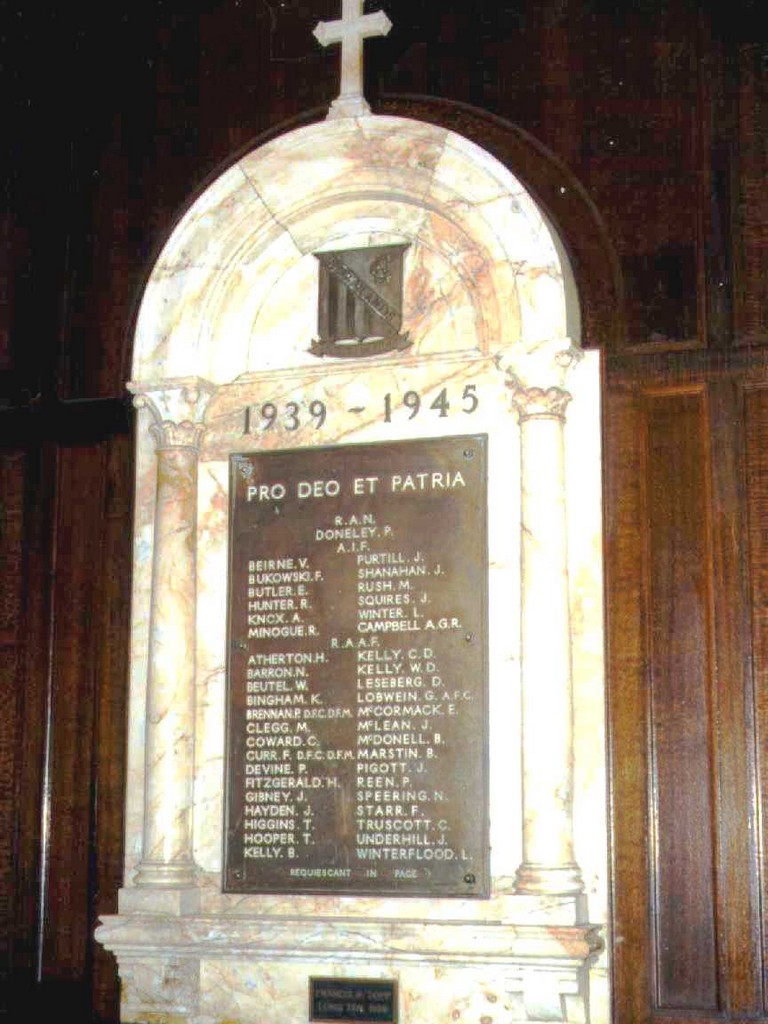 1939 - 1945
PRO DEO ET PATRIA
R.A.N.
DONELEY. P.
A.I.F.
BEIRNE. V. PURTILL. J.
BUKOWSKI. F. SHANAHAN. J.
BUTLER. E. RUSH. M.
HUNTER. R. SQUIRES. J.
KNOX. A. WINTER. L.
MINOGUE. R. CAMPBELL A.G.R.
R.A.A.F.
ATHERTON. H. KELLY. C.D.
BARRON. N. KELLY. W.D.
BEUTEL. W. LESEBERG. D.
BINGHAM. K. LOBWEIN. G. A.F.C.
BRENNAN. P. D.F.C. D.F.M. McCORMACK. E.
CLEGG. M. McLEAN. J.
COWARD. C. McDONELL. B.
CURR. F. D.F.C. D.F.M. MARSTIN. B.
DEVINE. P. PIGOTT. J.
FITZGERALD. M. REEN. P.
GIBNEY. J. SPEERING. N.
HAYDEN. J. STARR. F.
HIGGINS. T. TRUSCOTT. C.
HOOPER. T. UNDERHILL. J.
KELLY. B. WINTERFLOOD. L.
REQUIESCANT IN PACE